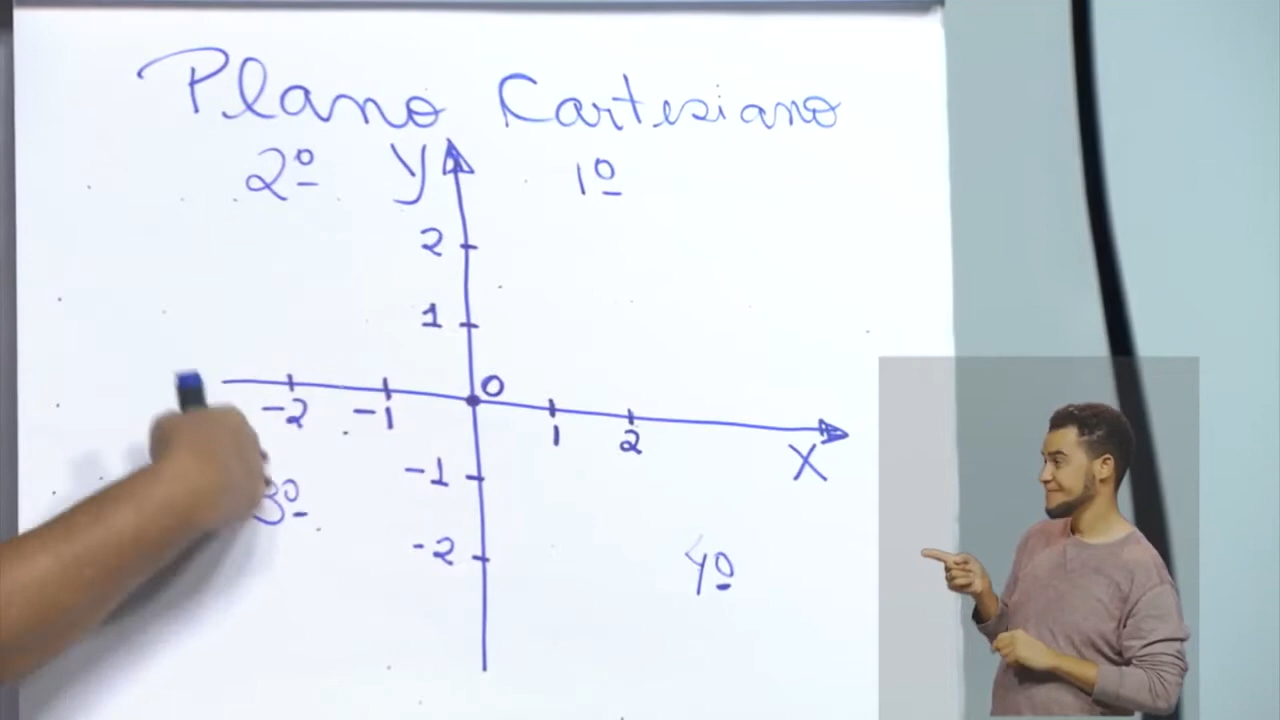 Plano Cartesiano
2º y 1º
2
1
0
-2 -1 1 2
x
-1
3º
-2
4º